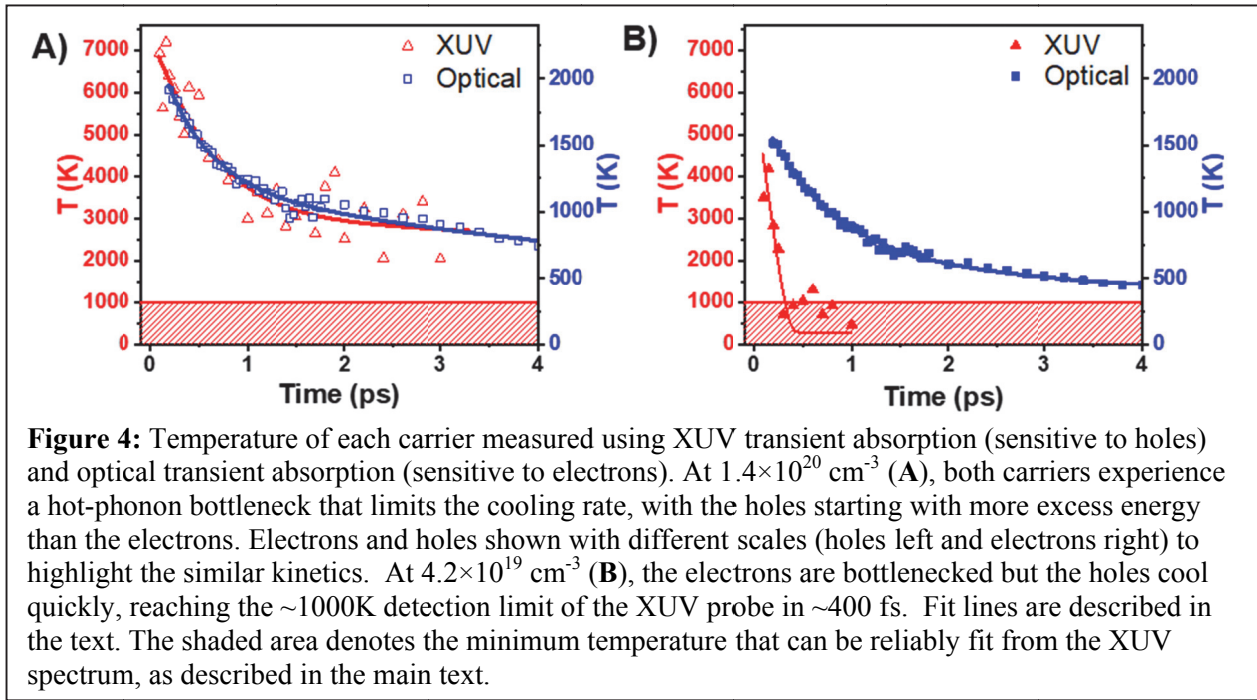 A)
XUV
Optical
7000
6000
5000
4000
3000
2000
1000
0
T (K)
2000
1500
1000
500
0
T (K)
0 1 2 3 4
Time (ps)
B)
XUV
Optical
7000
6000
5000
4000
3000
2000
1000
0
T (K)
2000
1500
1000
500
0
T (K)
0 1 2 3 4
Time (ps)
Figure 4: Temperature of each carrier measured using XUV transient absorption (sensitive to holes)
and optical transient absorption (sensitive to electrons). At 1.4×10²⁰ cm⁻³ (A), both carriers experience
a hot-phonon bottleneck that limits the cooling rate, with the holes starting with more excess energy
than the electrons. Electrons and holes shown with different scales (holes left and electrons right) to
highlight the similar kinetics. At 4.2×10¹⁹ cm⁻³ (B), the electrons are bottlenecked but the holes cool
quickly, reaching the ~1000K detection limit of the XUV probe in ~400 fs. Fit lines are described in
the text. The shaded area denotes the minimum temperature that can be reliably fit from the XUV
spectrum, as described in the main text.